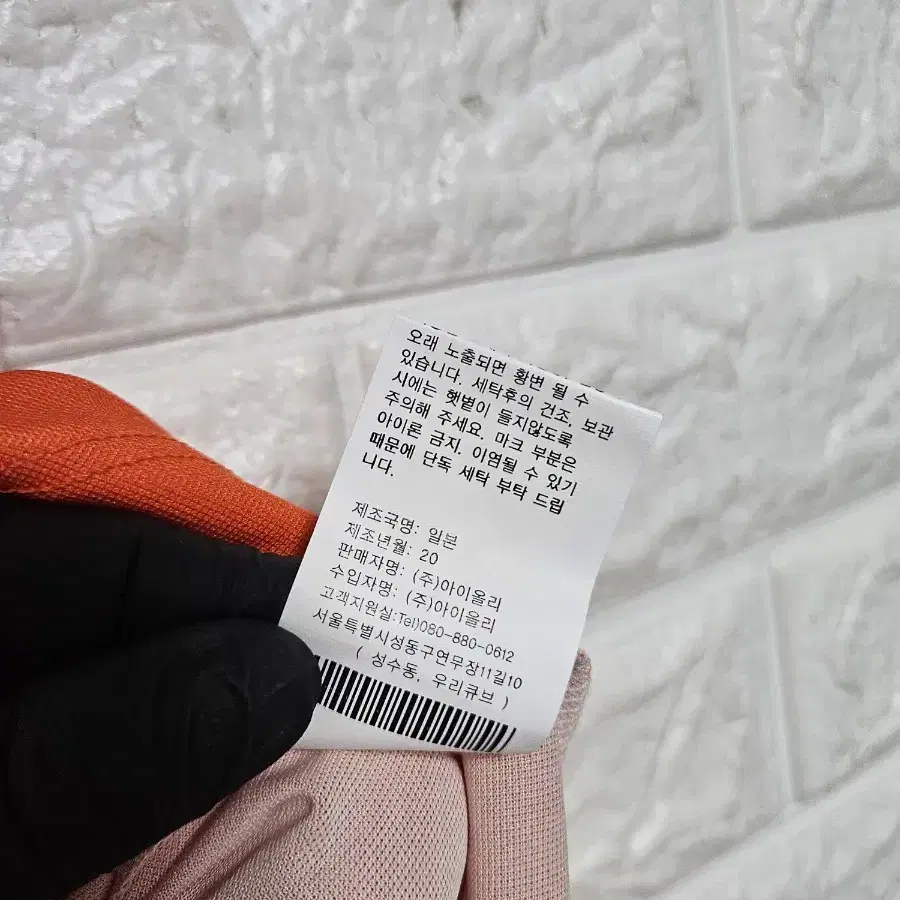 오래 노출되면 황변 될 수
있습니다. 세탁후의 건조, 보관
시에는 햇볕이 들지않도록
주의해 주세요. 마크 부분은
아이론 금지. 이염될 수 있기
때문에 단독 세탁 부탁 드립
니다.
제조국명: 일본
제조년월: 20
판매자명: (주)아이올리
수입자명: (주)아이올리
고객지원실:Tel)080-880-0612
서울특별시성동구연무장11길10
( 성수동, 우리큐브 )